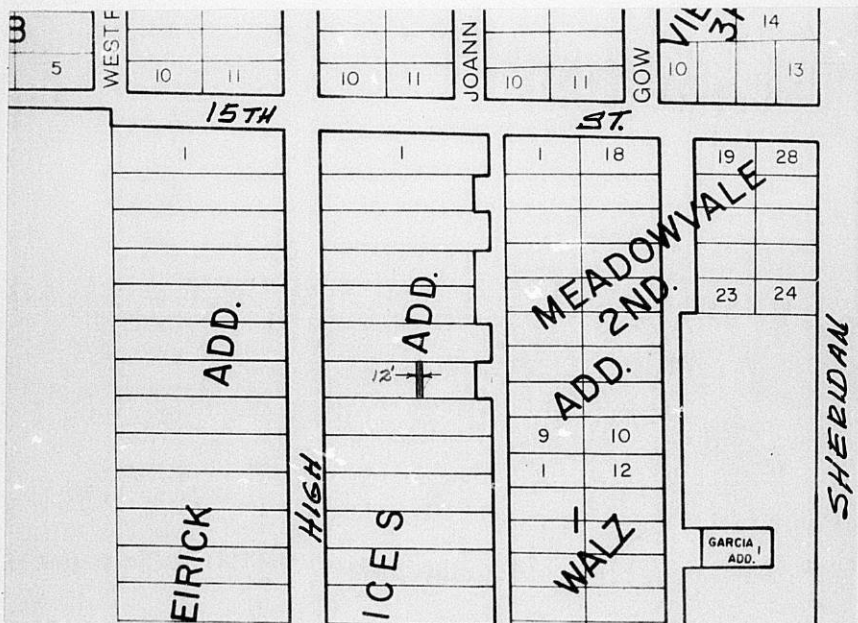 B
5
WEST P
10
11
10
11
JOANN
10
11
GOW
10
VIE
3
14
13
15TH
ST.
1
1
1
18
19
28
MEADOWVALE
2ND.
ADD.
23
24
ADD.
ADD.
12'
9
10
1
12
HIGH
SHERIDAN
EIRICK
ICES
1
WALZ
GARCIA 1
ADD.